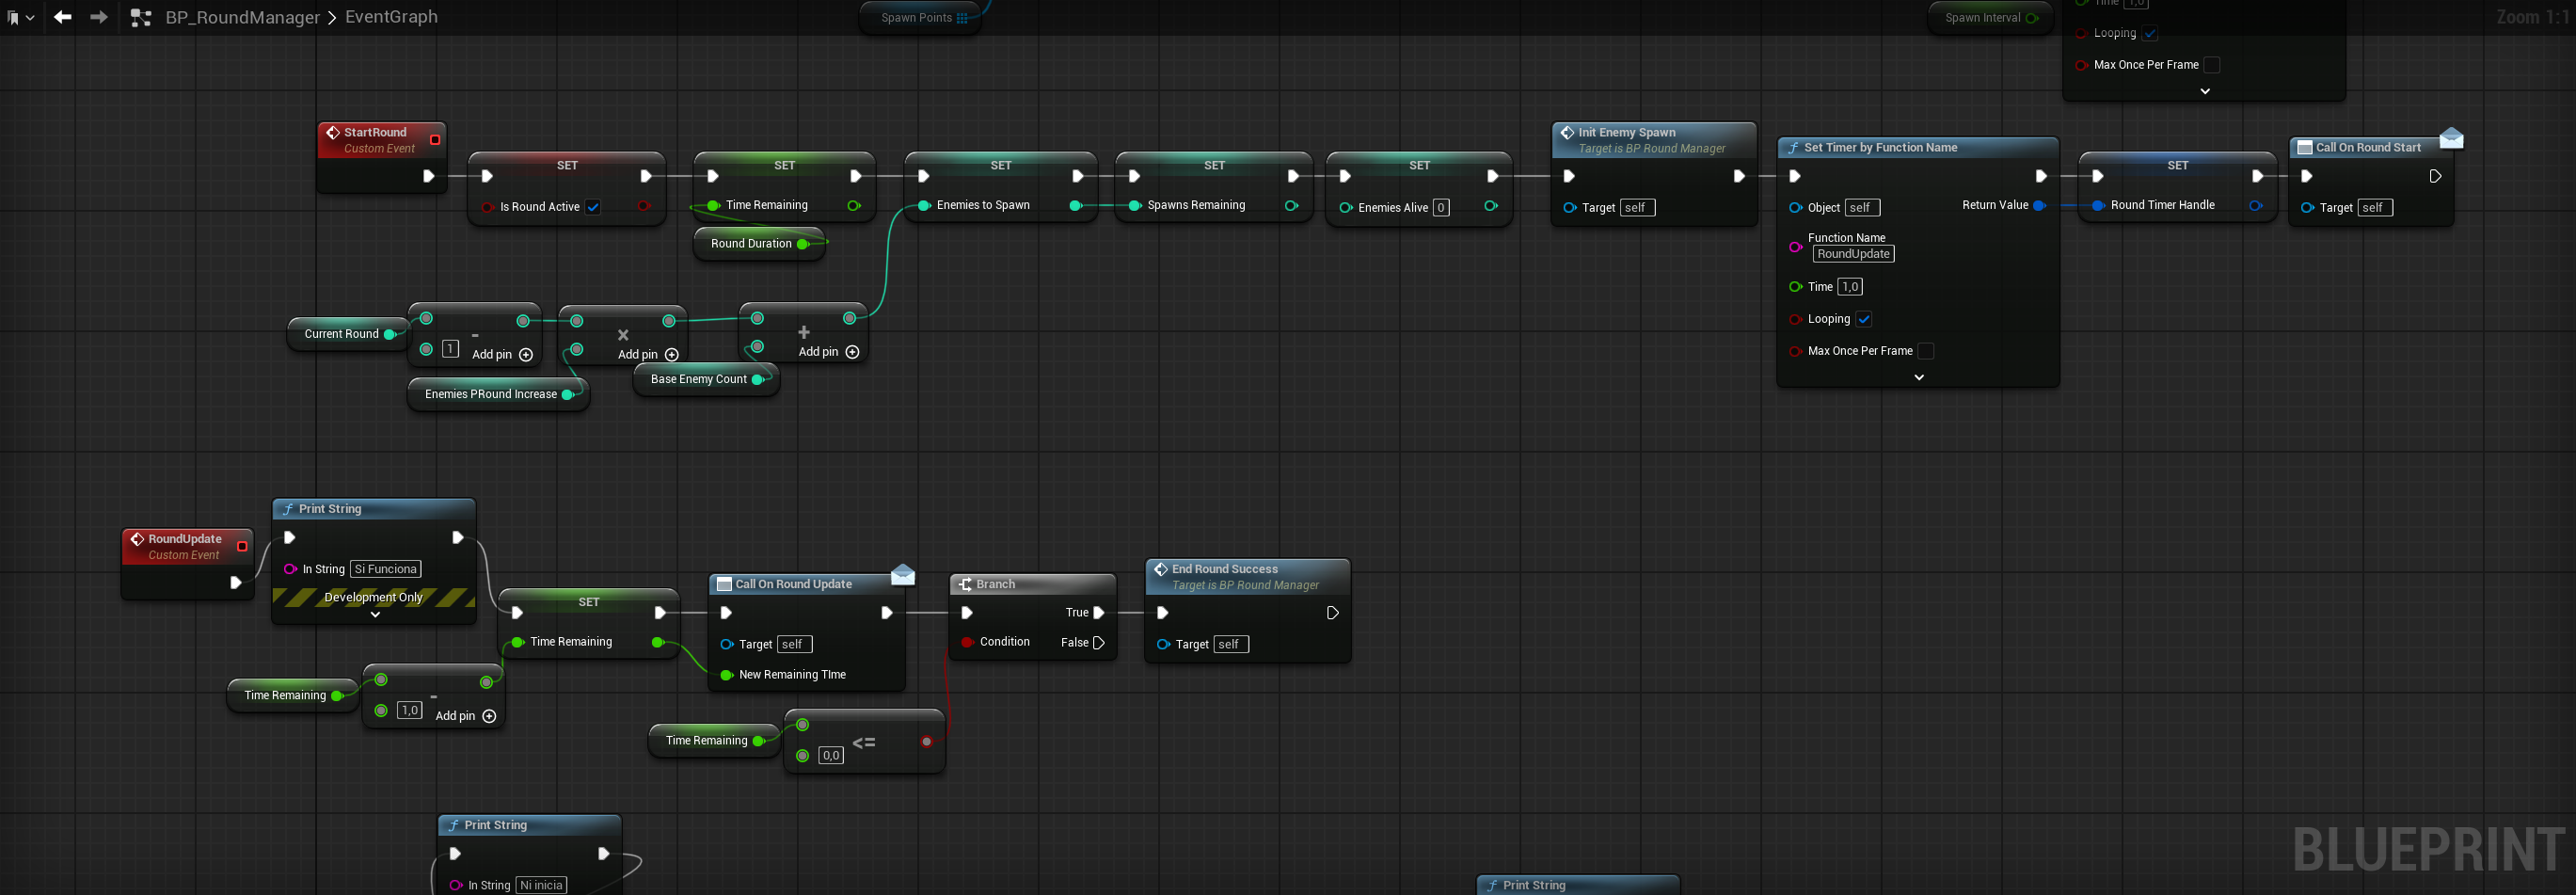 BP_RoundManager > EventGraph
Zoom 1:1
Spawn Points
Spawn Interval
Time 1,0
Looping
Max Once Per Frame
StartRound
Custom Event
SET
Is Round Active
SET
Time Remaining
Round Duration
SET
Enemies to Spawn
SET
Spawns Remaining
SET
Enemies Alive 0
Init Enemy Spawn
Target is BP Round Manager
Target self
Set Timer by Function Name
Object self
Return Value
Function Name
RoundUpdate
Time 1,0
Looping
Max Once Per Frame
SET
Round Timer Handle
Call On Round Start
Target self
Current Round
-
1
Add pin
Enemies PRound Increase
x
Add pin
Base Enemy Count
+
Add pin
RoundUpdate
Custom Event
Print String
In String Si Funciona
Development Only
SET
Time Remaining
Time Remaining
-
1,0
Add pin
Call On Round Update
Target self
New Remaining TIme
Time Remaining
0,0
<=
Branch
True
Condition
False
End Round Success
Target is BP Round Manager
Target self
Print String
In String Ni inicia
Print String
BLUEPRINT